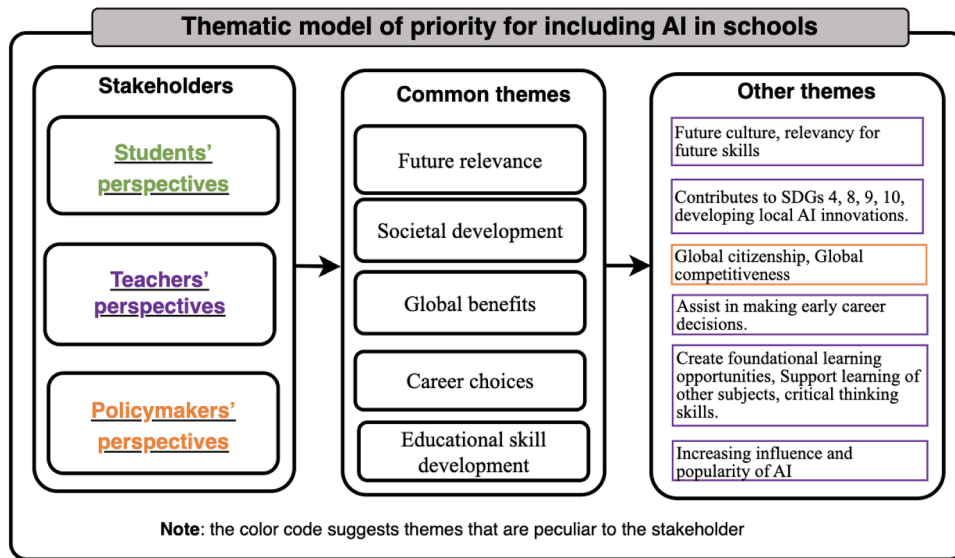 Thematic model of priority for including AI in schools
Stakeholders
Students’
perspectives
Teachers’
perspectives
Policymakers’
perspectives
Common themes
Future relevance
Societal development
Global benefits
Career choices
Educational skill
development
Other themes
Future culture, relevancy for
future skills
Contributes to SDGs 4, 8, 9, 10,
developing local AI innovations.
Global citizenship, Global
competitiveness
Assist in making early career
decisions.
Create foundational learning
opportunities, Support learning of
other subjects, critical thinking
skills.
Increasing influence and
popularity of AI
Note: the color code suggests themes that are peculiar to the stakeholder